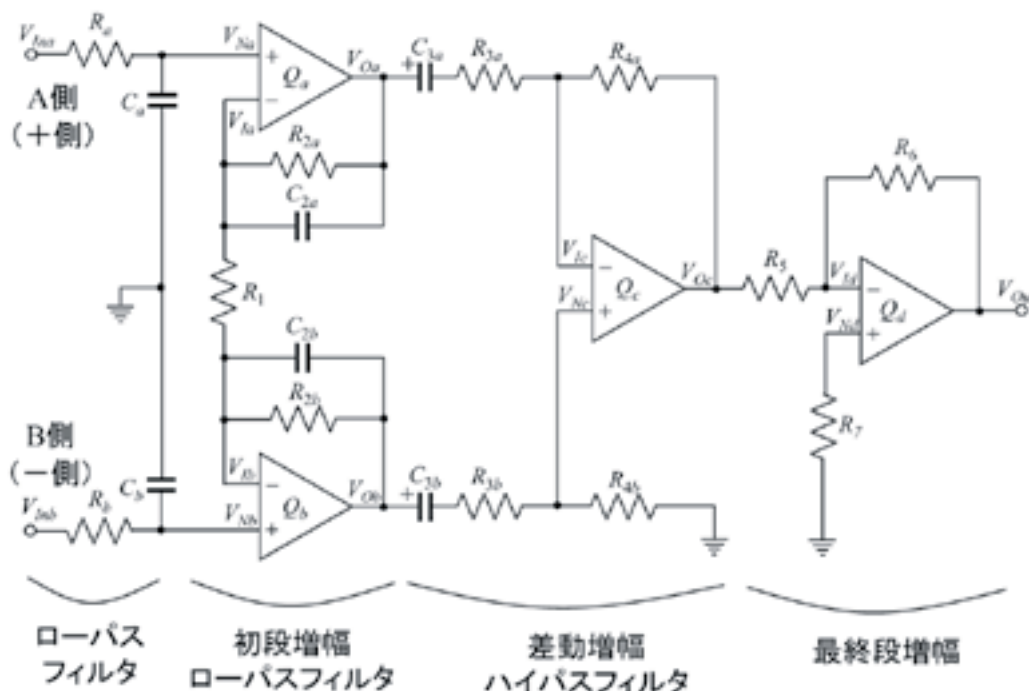 V_Ina
R_a
A側
(+側)
C_a
V_Na
V_Ia
Q_a
V_Oa
R_2a
C_2a
R_1
C_3a
R_3a
R_4a
V_Ic
V_Nc
Q_c
V_Oc
R_5
R_6
V_Id
V_Nd
Q_d
R_7
C_2b
R_2b
B側
(−側)
V_Inb
R_b
C_b
V_Ib
V_Nb
Q_b
V_Ob
C_3b
R_3b
R_4b
ローパス
フィルタ
初段増幅
ローパスフィルタ
差動増幅
ハイパスフィルタ
最終段増幅